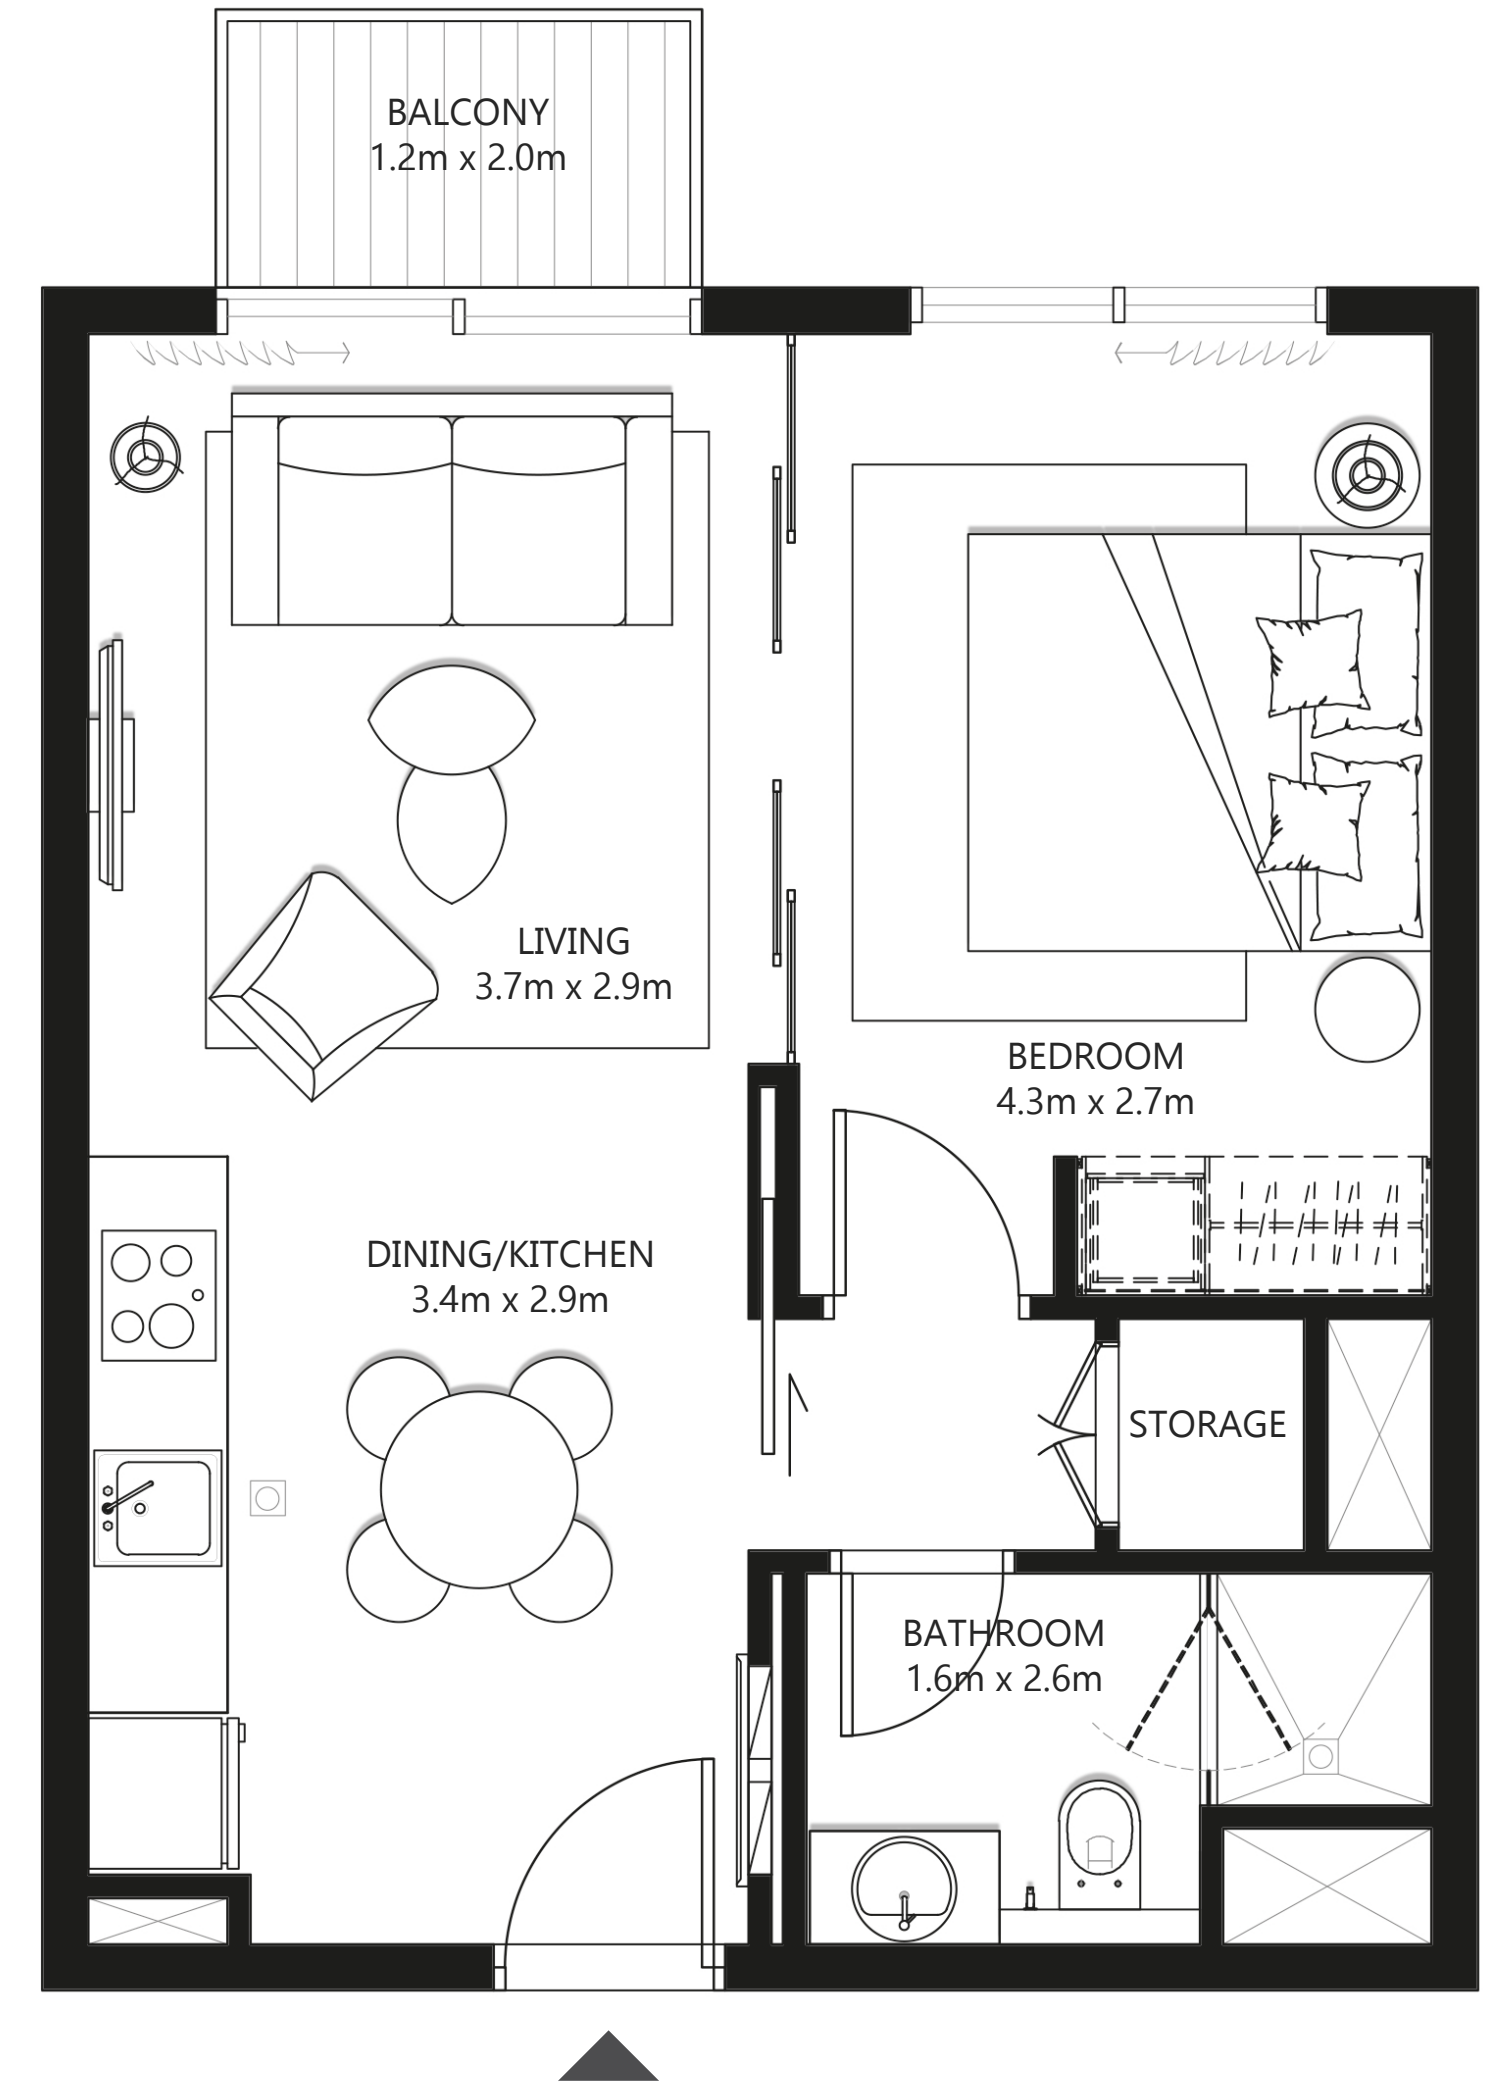 BALCONY
1.2m x 2.0m
LIVING
3.7m x 2.9m
BEDROOM
4.3m x 2.7m
DINING/KITCHEN
3.4m x 2.9m
STORAGE
BATHROOM
1.6m x 2.6m